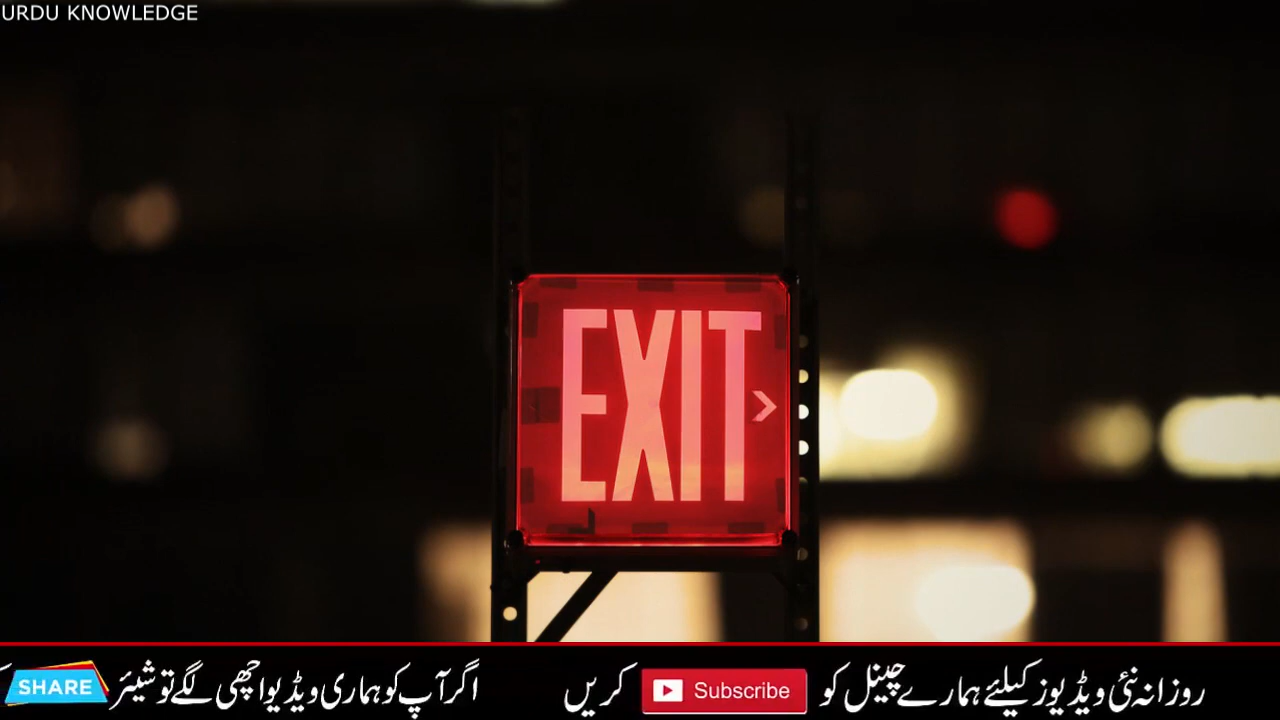 URDU KNOWLEDGE
EXIT >
روزانہ نئی ویڈیوز کیلئے ہمارے چینل کو Subscribe کریں اگر آپ کو ہماری ویڈیو اچھی لگے تو شیئر SHARE